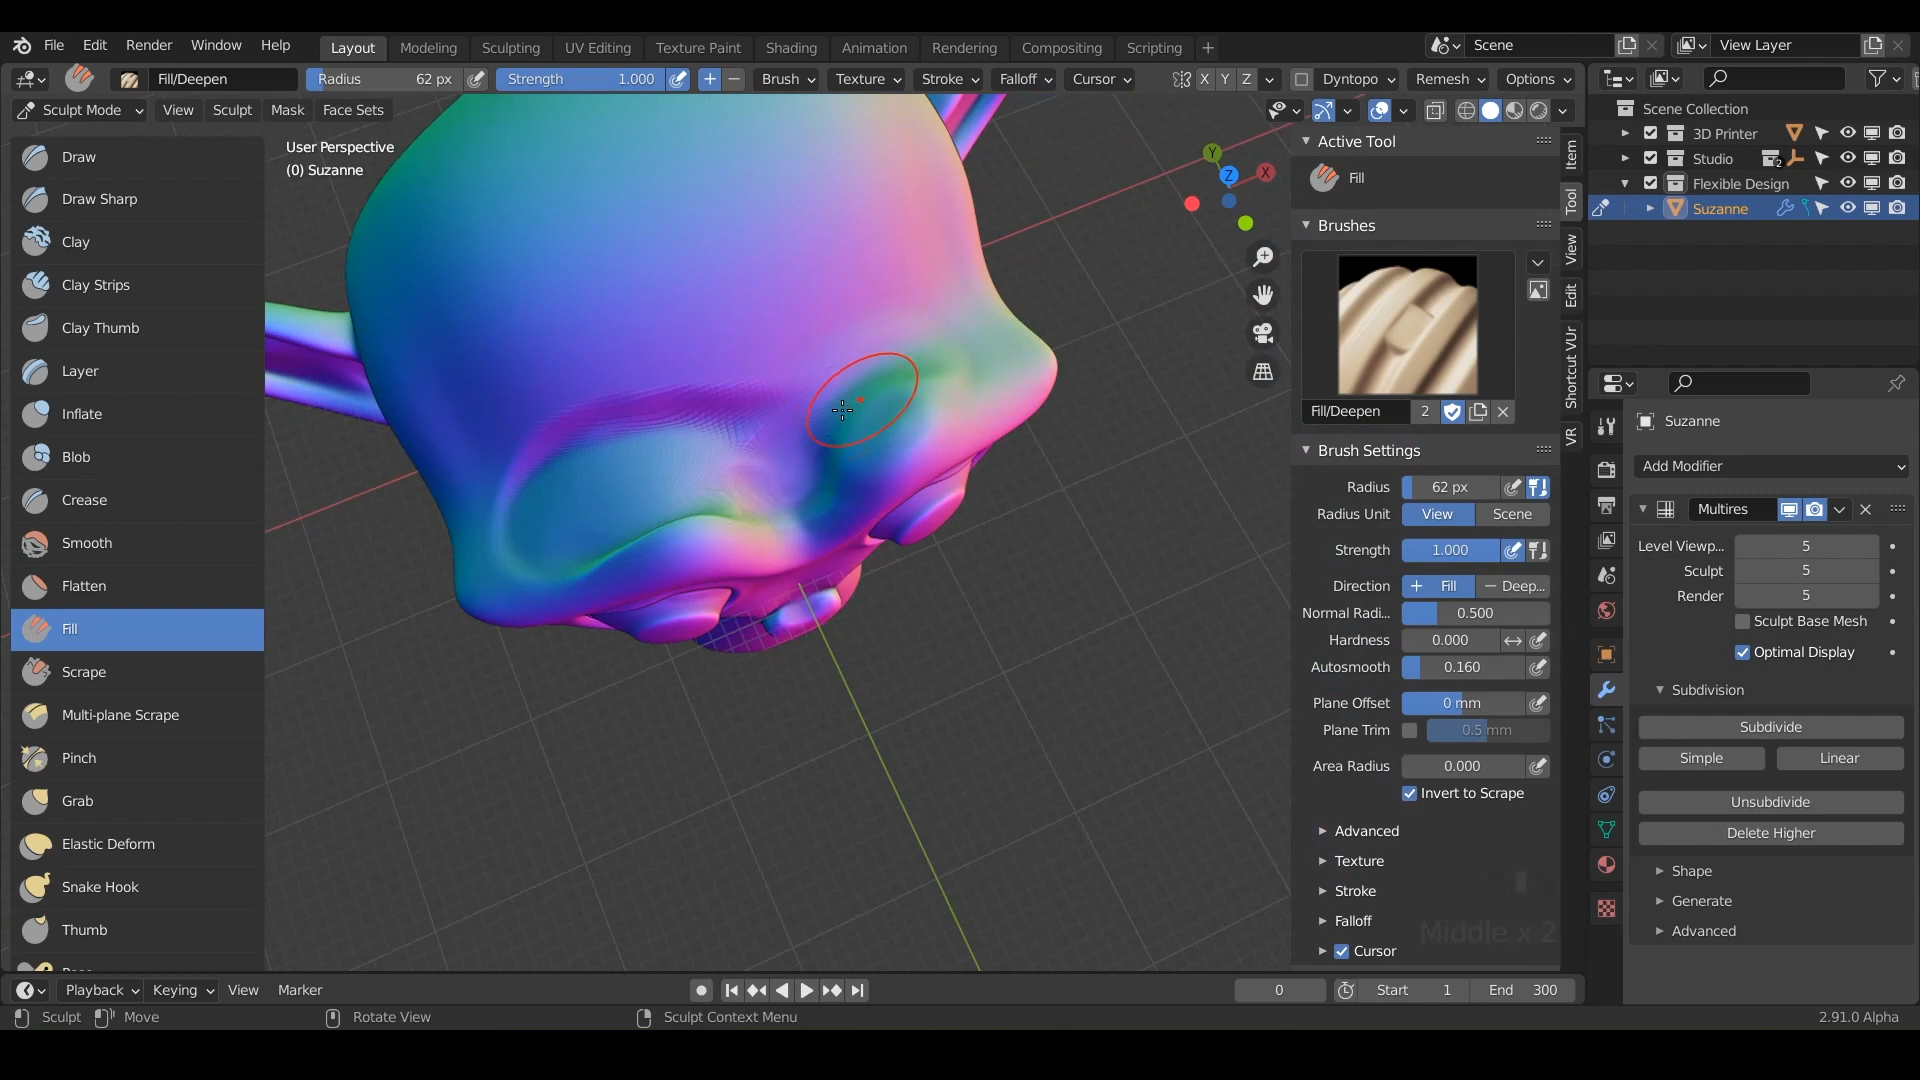 File Edit Render Window Help Layout Modeling Sculpting UV Editing Texture Paint Shading Animation Rendering Compositing Scripting + Scene View Layer
Fill/Deepen Radius 62 px Strength 1.000 + − Brush Texture Stroke Falloff Cursor X Y Z Dyntopo Remesh Options
Sculpt Mode View Sculpt Mask Face Sets
Draw
Draw Sharp
Clay
Clay Strips
Clay Thumb
Layer
Inflate
Blob
Crease
Smooth
Flatten
Fill
Scrape
Multi-plane Scrape
Pinch
Grab
Elastic Deform
Snake Hook
Thumb
User Perspective
(0) Suzanne
Y
Z
X
Active Tool
Fill
Brushes
Fill/Deepen 2
Brush Settings
Radius 62 px
Radius Unit View Scene
Strength 1.000
Direction + Fill − Deep...
Normal Radi... 0.500
Hardness 0.000
Autosmooth 0.160
Plane Offset 0 mm
Plane Trim 0.5 mm
Area Radius 0.000
Invert to Scrape
Advanced
Texture
Stroke
Falloff
Cursor
Middle x 2
Item
Tool
View
Edit
Shortcut VUr
VR
Scene Collection
3D Printer
Studio 2
Flexible Design
Suzanne
Suzanne
Add Modifier
Multires
Level Viewp... 5
Sculpt 5
Render 5
Sculpt Base Mesh
Optimal Display
Subdivision
Subdivide
Simple Linear
Unsubdivide
Delete Higher
Shape
Generate
Advanced
Playback Keying View Marker 0 Start 1 End 300
Sculpt Move Rotate View Sculpt Context Menu 2.91.0 Alpha